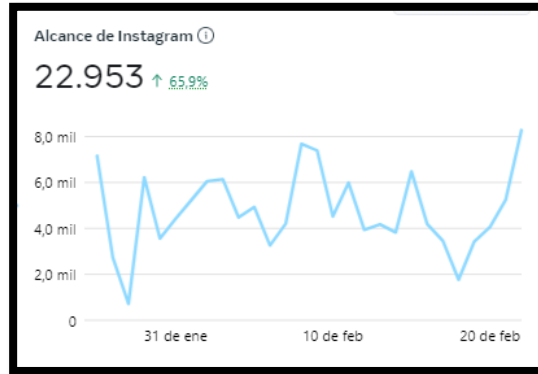 Alcance de Instagram
22.953 ↑ 65,9%
8,0 mil
6,0 mil
4,0 mil
2,0 mil
0
31 de ene 10 de feb 20 de feb